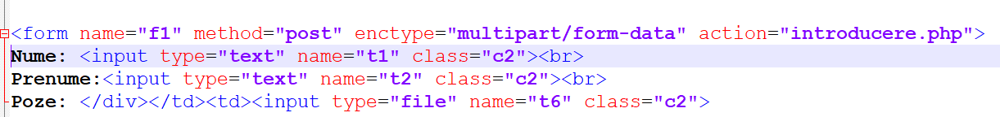 <form name="f1" method="post" enctype="multipart/form-data" action="introducere.php">
Nume: <input type="text" name="t1" class="c2"><br>
Prenume:<input type="text" name="t2" class="c2"><br>
Poze: </div></td><td><input type="file" name="t6" class="c2">